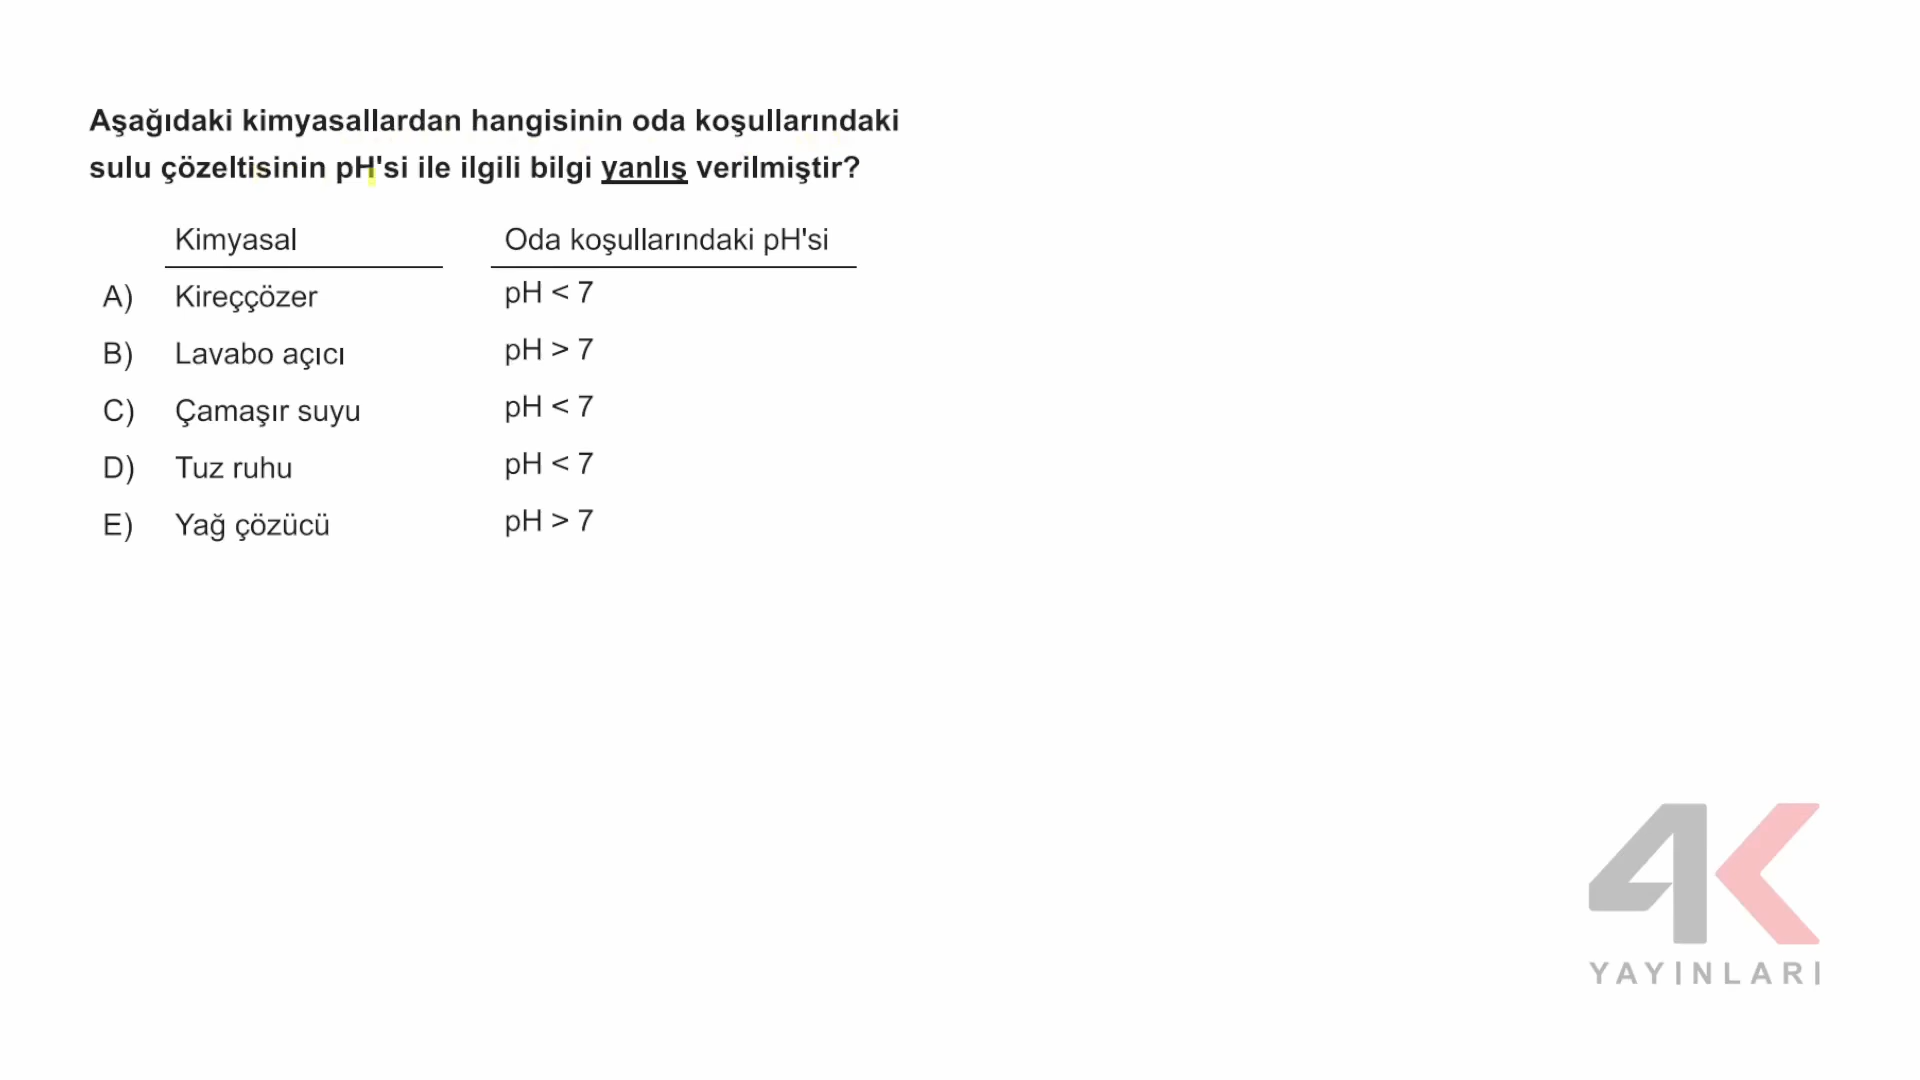 Aşağıdaki kimyasallardan hangisinin oda koşullarındaki
sulu çözeltisinin pH'si ile ilgili bilgi yanlış verilmiştir?
Kimyasal Oda koşullarındaki pH'si
A) Kireççözer pH < 7
B) Lavabo açıcı pH > 7
C) Çamaşır suyu pH < 7
D) Tuz ruhu pH < 7
E) Yağ çözücü pH > 7
4K
YAYINLARI